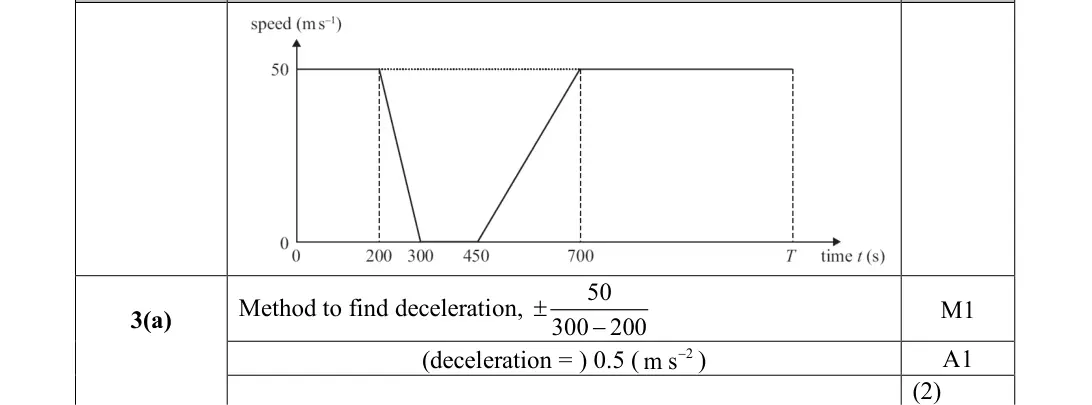 speed (m s⁻¹)
50
0
0 200 300 450 700 T time t (s)
3(a) Method to find deceleration, ± 50 / (300 − 200) M1
(deceleration = ) 0.5 ( m s⁻² ) A1
(2)